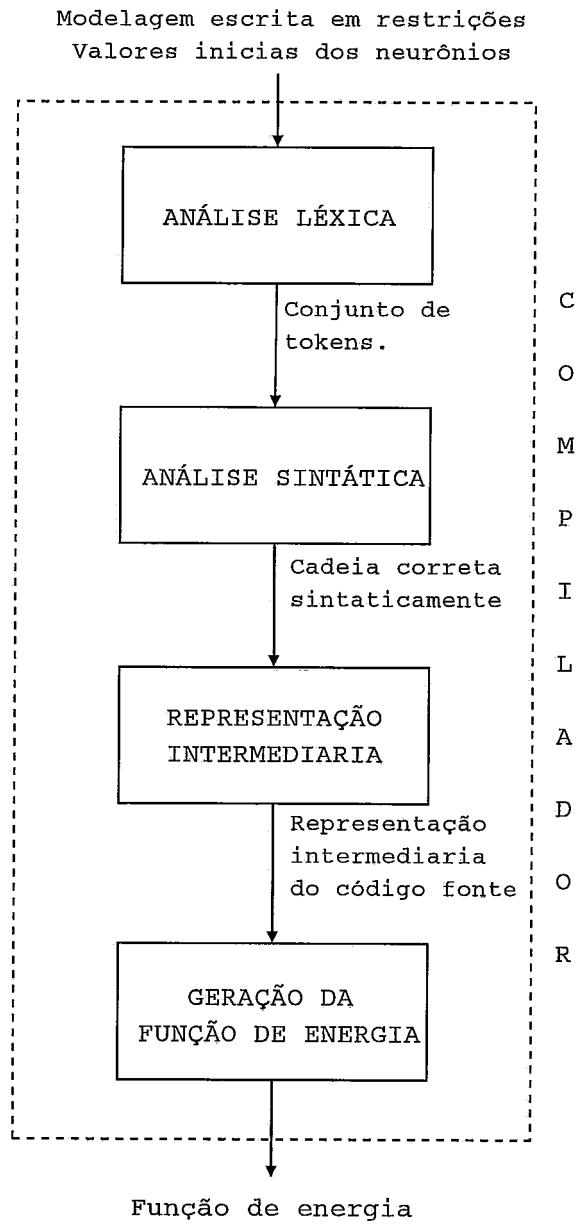 Modelagem escrita em restrições
Valores inicias dos neurônios
ANÁLISE LÉXICA
Conjunto de
tokens.
ANÁLISE SINTÁTICA
Cadeia correta
sintaticamente
REPRESENTAÇÃO
INTERMEDIARIA
Representação
intermediaria
do código fonte
GERAÇÃO DA
FUNÇÃO DE ENERGIA
Função de energia
C
O
M
P
I
L
A
D
O
R